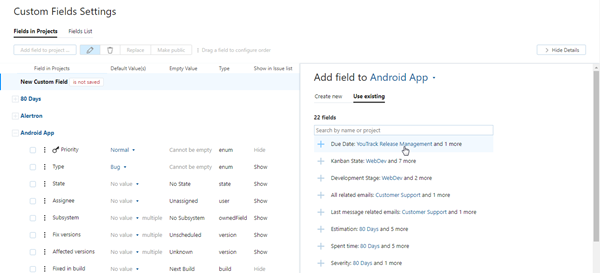 Custom Fields Settings
Fields in Projects Fields List
Add field to project... Replace Make public Drag a field to configure order Hide Details
Field in Projects Default Value(s) Empty Value Type Show in Issue list
New Custom Field is not saved
80 Days
Alertron
Android App
Priority Normal Cannot be empty enum Hide
Type Bug Cannot be empty enum Show
State No value No State state Show
Assignee No value Unassigned user Show
Subsystem No value multiple No Subsystem ownedField Show
Fix versions No value multiple Unscheduled version Show
Affected versions No value multiple Unknown version Show
Fixed in build No value Next Build build Hide
Add field to Android App
Create new Use existing
22 fields
Search by name or project
Due Date: YouTrack Release Management and 1 more
Kanban State: WebDev and 7 more
Development Stage: WebDev and 2 more
All related emails: Customer Support and 1 more
Last message related emails: Customer Support and 1 more
Estimation: 80 Days and 5 more
Spent time: 80 Days and 5 more
Severity: 80 Days and 1 more